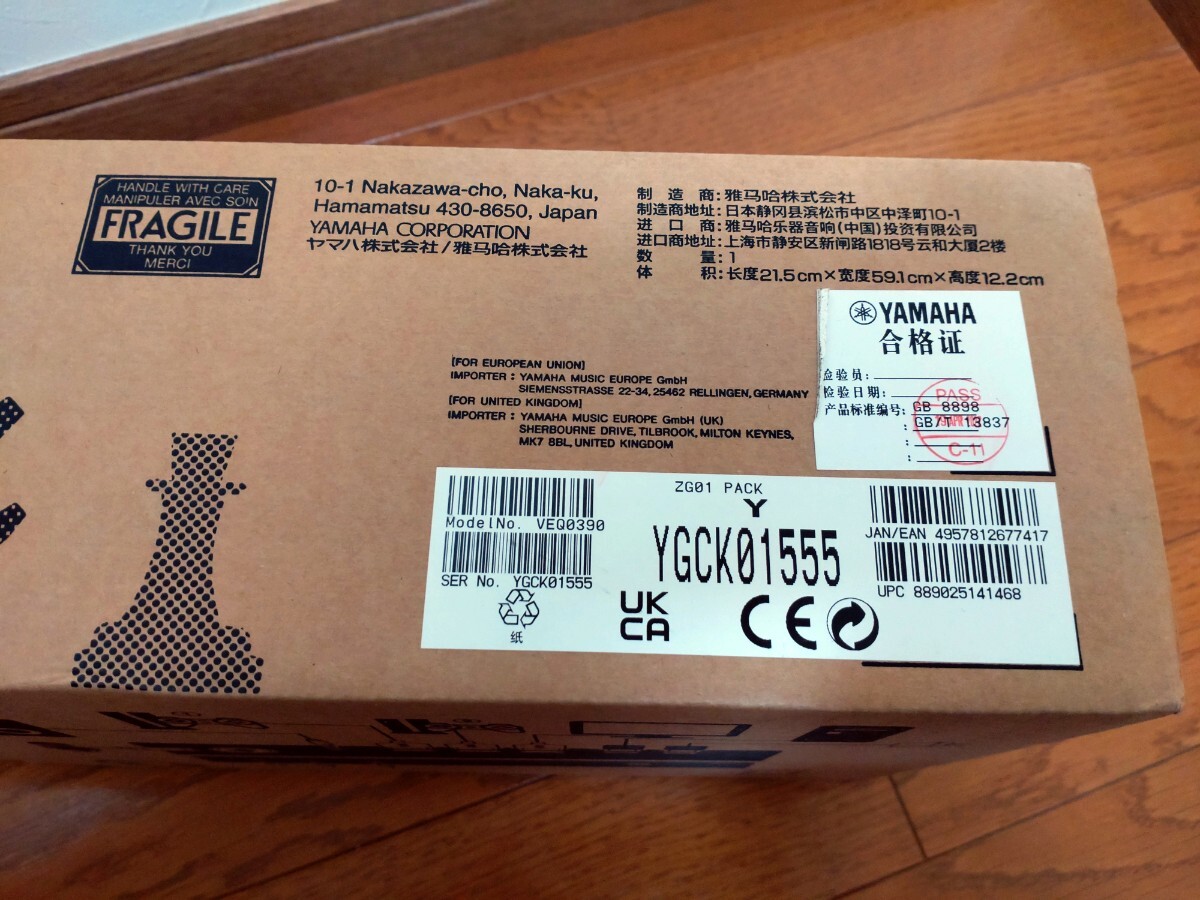 HANDLE WITH CARE
MANIPULER AVEC SOIN
FRAGILE
THANK YOU
MERCI
10-1 Nakazawa-cho, Naka-ku,
Hamamatsu 430-8650, Japan
YAMAHA CORPORATION
ヤマハ株式会社/雅马哈株式会社
制造商:雅马哈株式会社
制造商地址:日本静冈县滨松市中区中泽町10-1
进口商:雅马哈乐器音响(中国)投资有限公司
进口商地址:上海市静安区新闸路1818号云和大厦2楼
数量:1
体积:长度21.5cm×宽度59.1cm×高度12.2cm
YAMAHA
合格证
检验员:
检验日期:
产品标准编号: GB 8898
: GB/T 13837
:
:
PASS
C-11
[FOR EUROPEAN UNION]
IMPORTER : YAMAHA MUSIC EUROPE GmbH
SIEMENSSTRASSE 22-34, 25462 RELLINGEN, GERMANY
[FOR UNITED KINGDOM]
IMPORTER : YAMAHA MUSIC EUROPE GmbH (UK)
SHERBOURNE DRIVE, TILBROOK, MILTON KEYNES,
MK7 8BL, UNITED KINGDOM
ZG01 PACK
Y
YGCK01555
Model No. VEQ0390
SER No. YGCK01555
纸
UK
CA
CE
JAN/EAN 4957812677417
UPC 889025141468